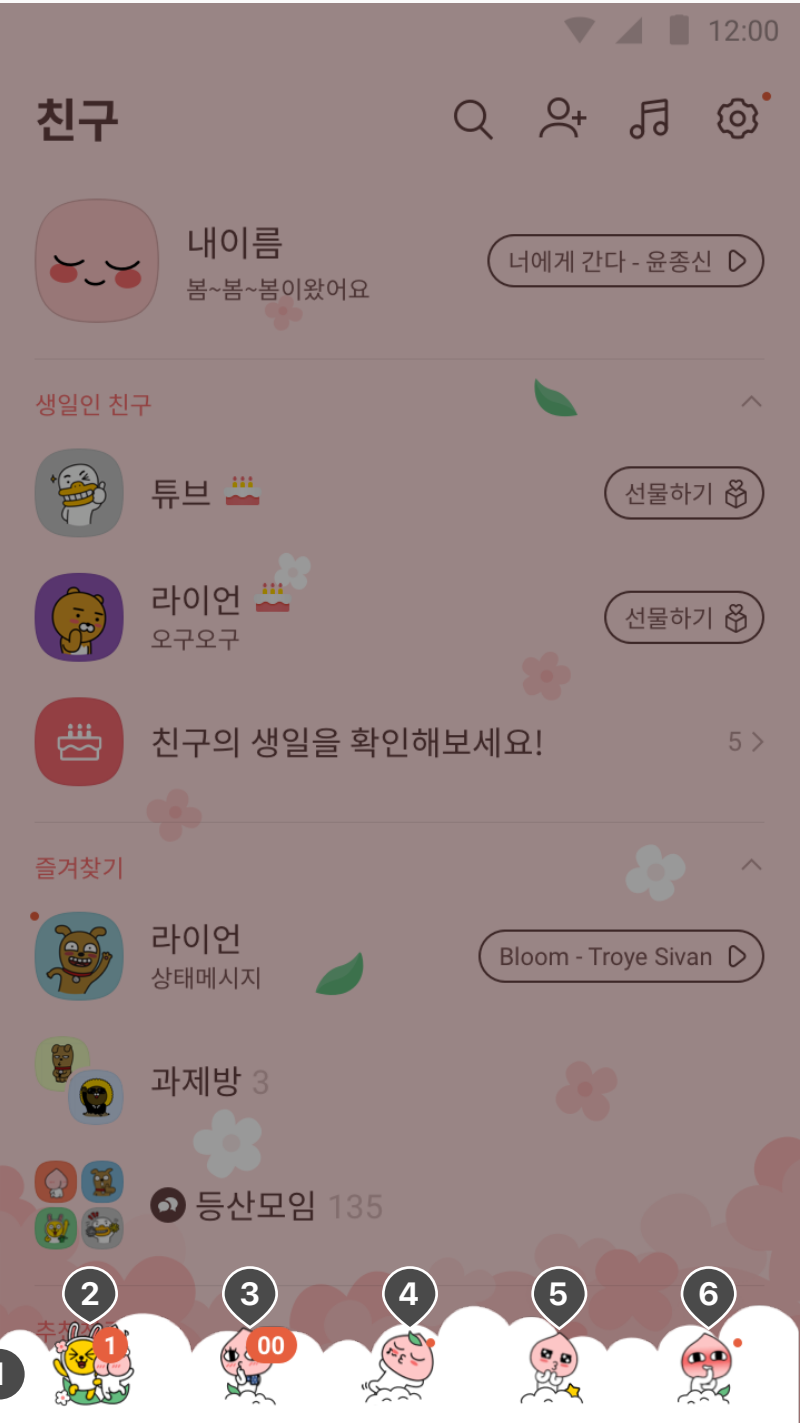 12:00
친구
내이름
봄~봄~봄이왔어요
너에게 간다 - 윤종신
생일인 친구
튜브
선물하기
라이언
오구오구
선물하기
친구의 생일을 확인해보세요!
5
즐겨찾기
라이언
상태메시지
Bloom - Troye Sivan
과제방 3
등산모임 135
2
3
4
5
6
1
00